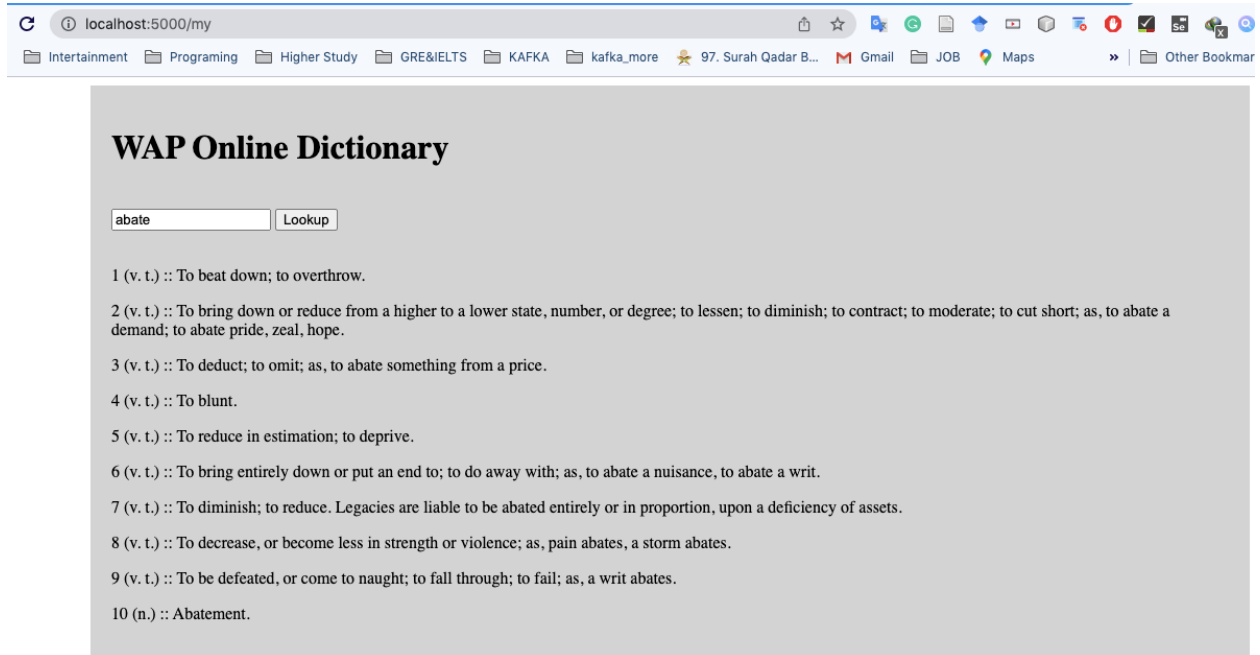 localhost:5000/my
Intertainment Programing Higher Study GRE&IELTS KAFKA kafka_more 97. Surah Qadar B... Gmail JOB Maps » Other Bookmar
WAP Online Dictionary
abate Lookup
1 (v. t.) :: To beat down; to overthrow.
2 (v. t.) :: To bring down or reduce from a higher to a lower state, number, or degree; to lessen; to diminish; to contract; to moderate; to cut short; as, to abate a
demand; to abate pride, zeal, hope.
3 (v. t.) :: To deduct; to omit; as, to abate something from a price.
4 (v. t.) :: To blunt.
5 (v. t.) :: To reduce in estimation; to deprive.
6 (v. t.) :: To bring entirely down or put an end to; to do away with; as, to abate a nuisance, to abate a writ.
7 (v. t.) :: To diminish; to reduce. Legacies are liable to be abated entirely or in proportion, upon a deficiency of assets.
8 (v. t.) :: To decrease, or become less in strength or violence; as, pain abates, a storm abates.
9 (v. t.) :: To be defeated, or come to naught; to fall through; to fail; as, a writ abates.
10 (n.) :: Abatement.